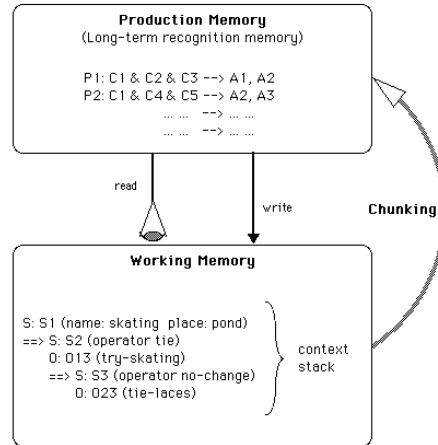 Production Memory
(Long-term recognition memory)
P1: C1 & C2 & C3 --> A1, A2
P2: C1 & C4 & C5 --> A2, A3
... ... --> ... ...
... ... --> ... ...
read
write
Chunking
Working Memory
S: S1 (name: skating place: pond)
==> S: S2 (operator tie)
O: O13 (try-skating)
==> S: S3 (operator no-change)
O: O23 (tie-laces)
context
stack